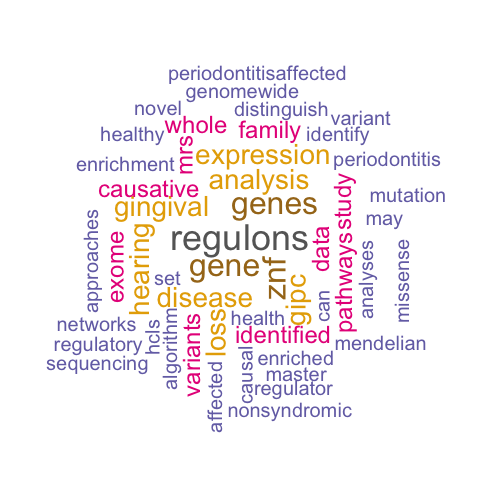 periodontitisaffected
genomewide
novel
distinguish
variant
healthy
whole
family
identify
mrs
expression
periodontitis
enrichment
analysis
causative
study
mutation
gingival
genes
may
approaches
exome
hearing
regulons
data
pathways
analyses
missense
gene
znf
set
gipc
can
disease
networks
hcls
algorithm
variants
loss
health
identified
regulatory
mendelian
sequencing
causal
enriched
affected
master
regulator
nonsyndromic